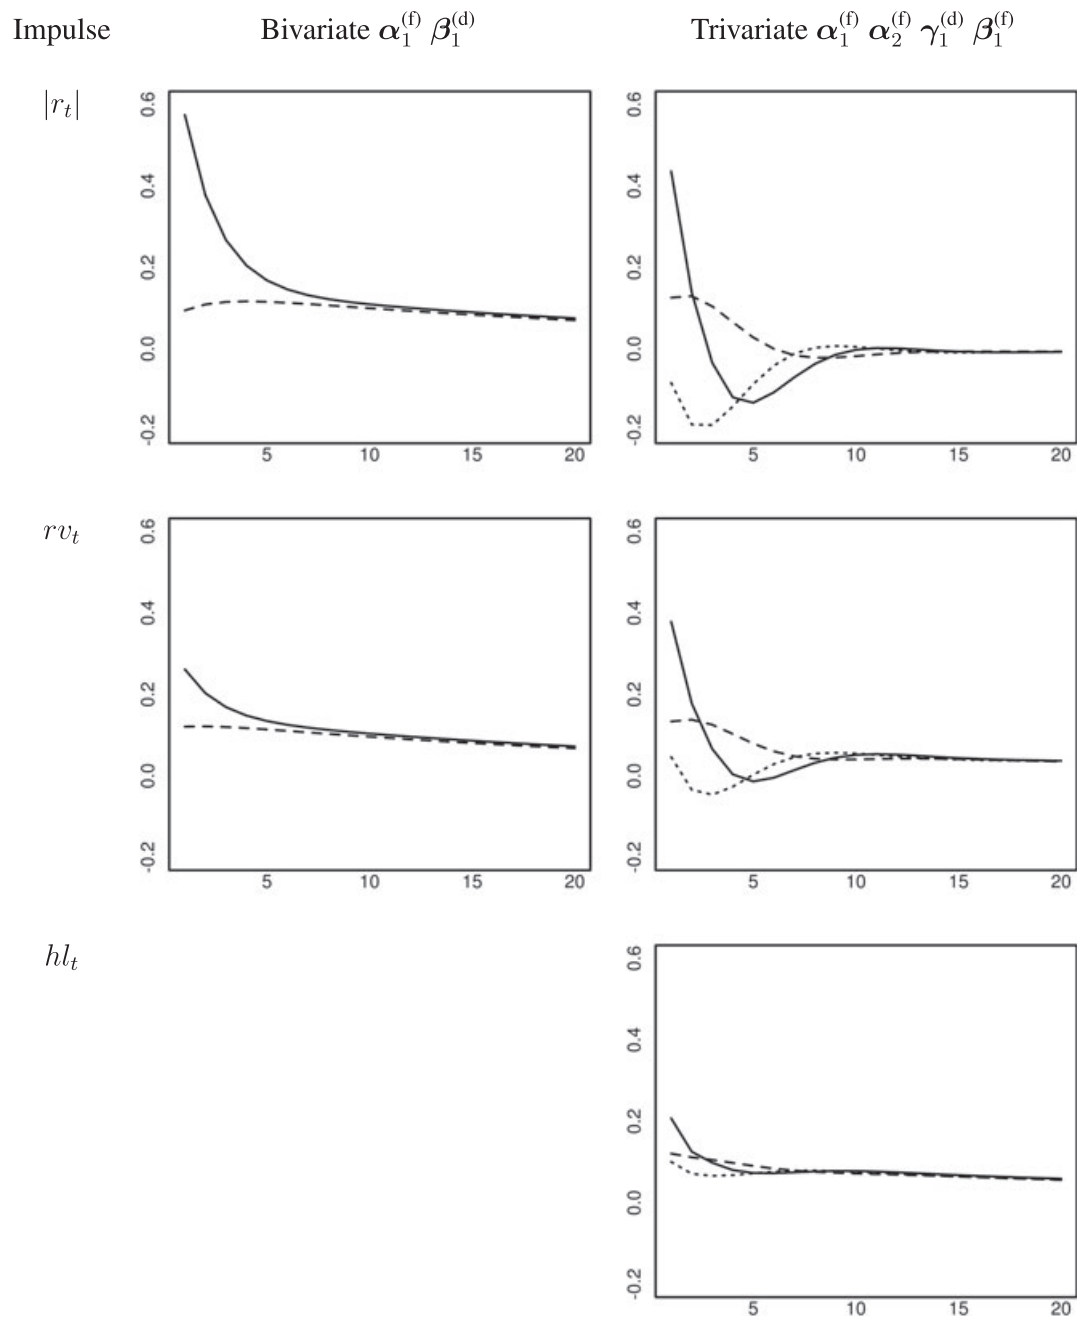 Impulse Bivariate α₁⁽ᶠ⁾ β₁⁽ᵈ⁾ Trivariate α₁⁽ᶠ⁾ α₂⁽ᶠ⁾ γ₁⁽ᵈ⁾ β₁⁽ᶠ⁾
|rₜ|
0.6 0.6
0.4 0.4
0.2 0.2
0.0 0.0
-0.2 -0.2
5 10 15 20 5 10 15 20
rvₜ
0.6 0.6
0.4 0.4
0.2 0.2
0.0 0.0
-0.2 -0.2
5 10 15 20 5 10 15 20
hlₜ
0.6
0.4
0.2
0.0
-0.2
5 10 15 20